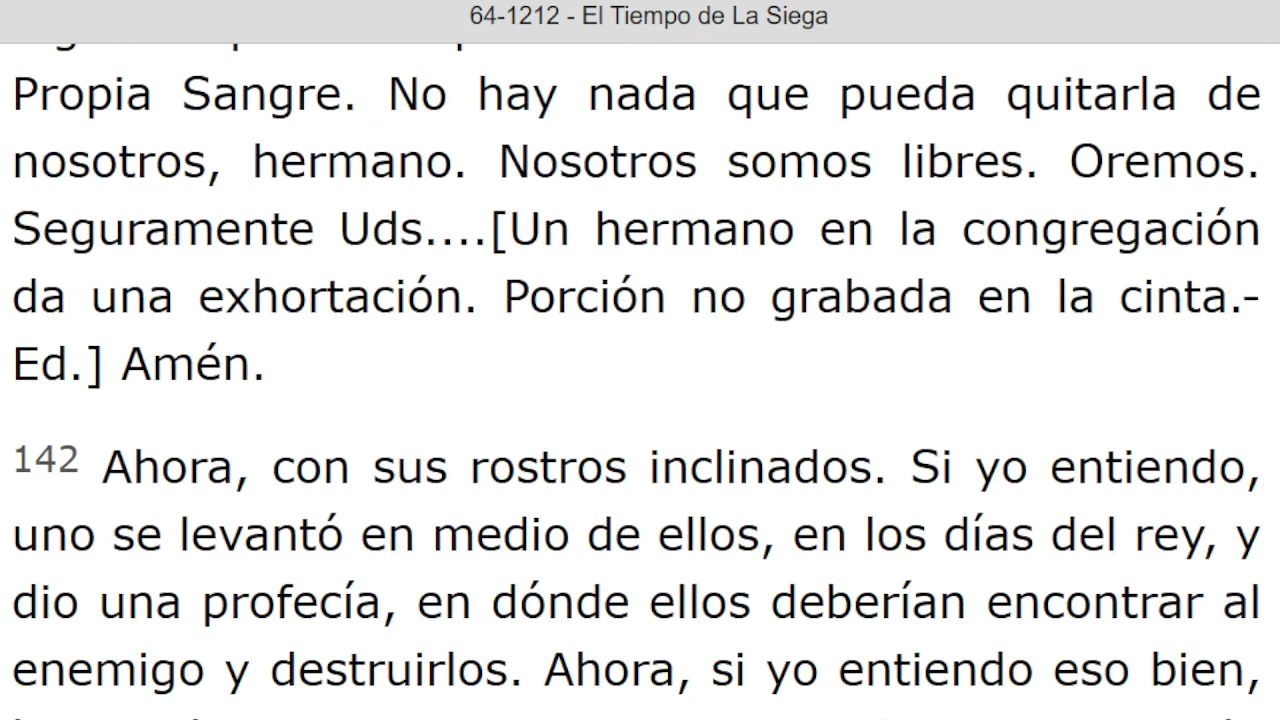 64-1212 - El Tiempo de La Siega
Propia Sangre. No hay nada que pueda quitarla de
nosotros, hermano. Nosotros somos libres. Oremos.
Seguramente Uds....[Un hermano en la congregación
da una exhortación. Porción no grabada en la cinta.-
Ed.] Amén.
142 Ahora, con sus rostros inclinados. Si yo entiendo,
uno se levantó en medio de ellos, en los días del rey, y
dio una profecía, en dónde ellos deberían encontrar al
enemigo y destruirlos. Ahora, si yo entiendo eso bien,